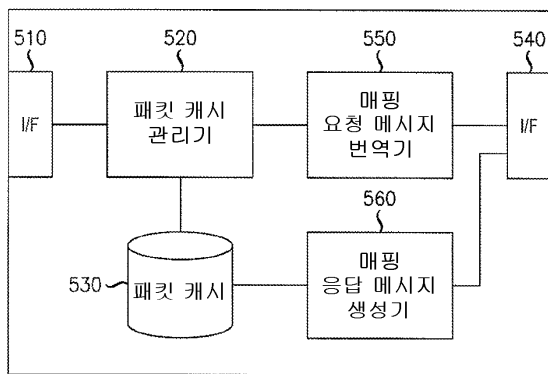 510
520
550
540
I/F
패킷 캐시
관리기
매핑
요청 메시지
번역기
I/F
560
530
패킷 캐시
매핑
응답 메시지
생성기